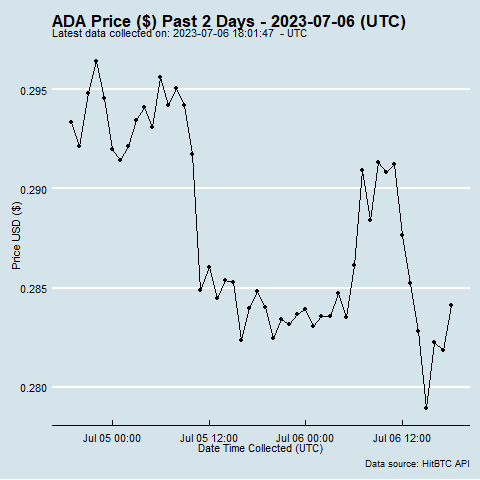 ADA Price ($) Past 2 Days - 2023-07-06 (UTC)
Latest data collected on: 2023-07-06 18:01:47 - UTC
0.295
0.290
0.285
0.280
Price USD ($)
Jul 05 00:00 Jul 05 12:00 Jul 06 00:00 Jul 06 12:00
Date Time Collected (UTC)
Data source: HitBTC API